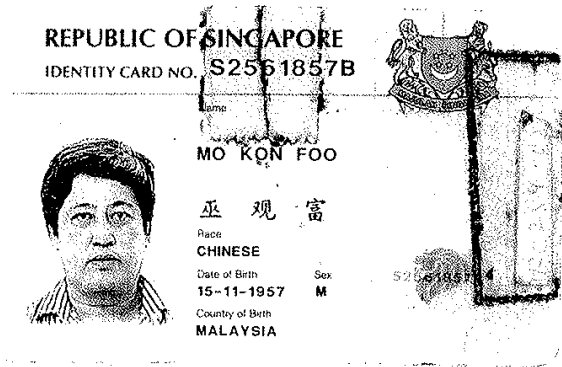 REPUBLIC OF SINGAPORE
IDENTITY CARD NO. S2561857B
Name
MO KON FOO
巫 观 富
Race
CHINESE
Date of Birth Sex
15-11-1957 M
Country of Birth
MALAYSIA